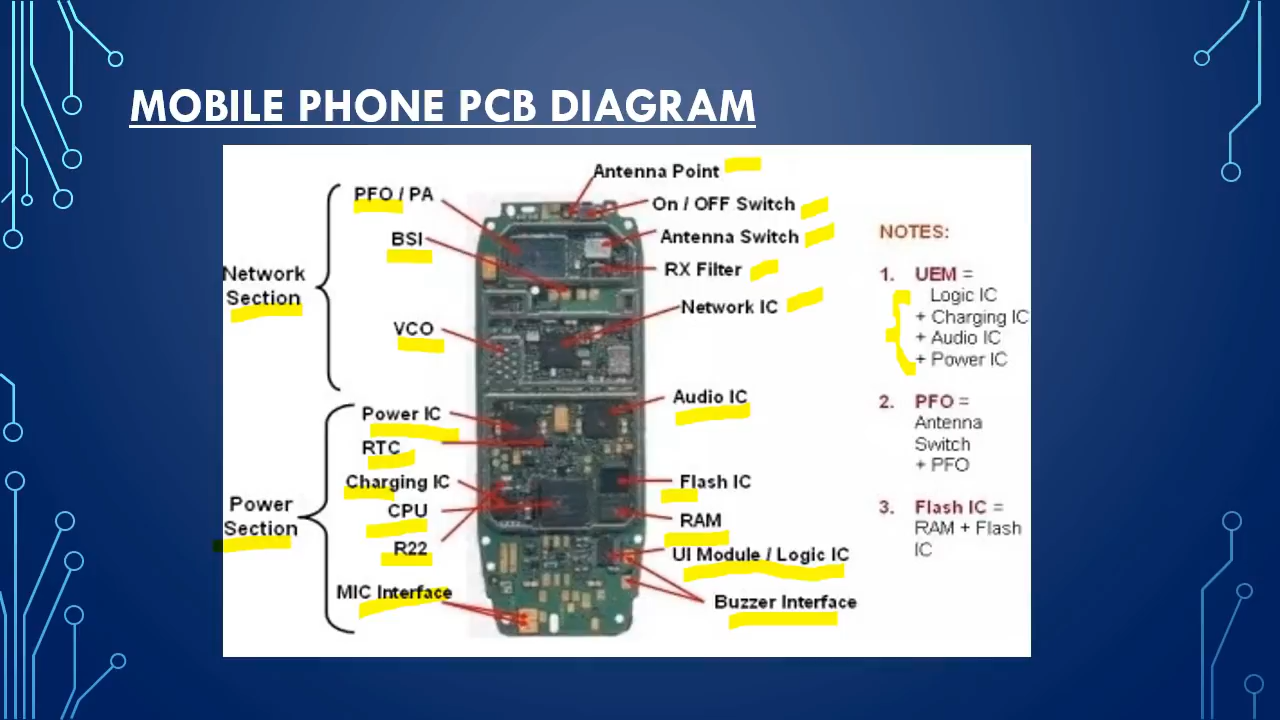 MOBILE PHONE PCB DIAGRAM
PFO / PA
BSI
Network
Section
VCO
Power IC
RTC
Charging IC
Power
Section
CPU
R22
MIC Interface
Antenna Point
On / OFF Switch
Antenna Switch
RX Filter
Network IC
Audio IC
Flash IC
RAM
UI Module / Logic IC
Buzzer Interface
NOTES:
1. UEM =
Logic IC
+ Charging IC
+ Audio IC
+ Power IC
2. PFO =
Antenna
Switch
+ PFO
3. Flash IC =
RAM + Flash
IC